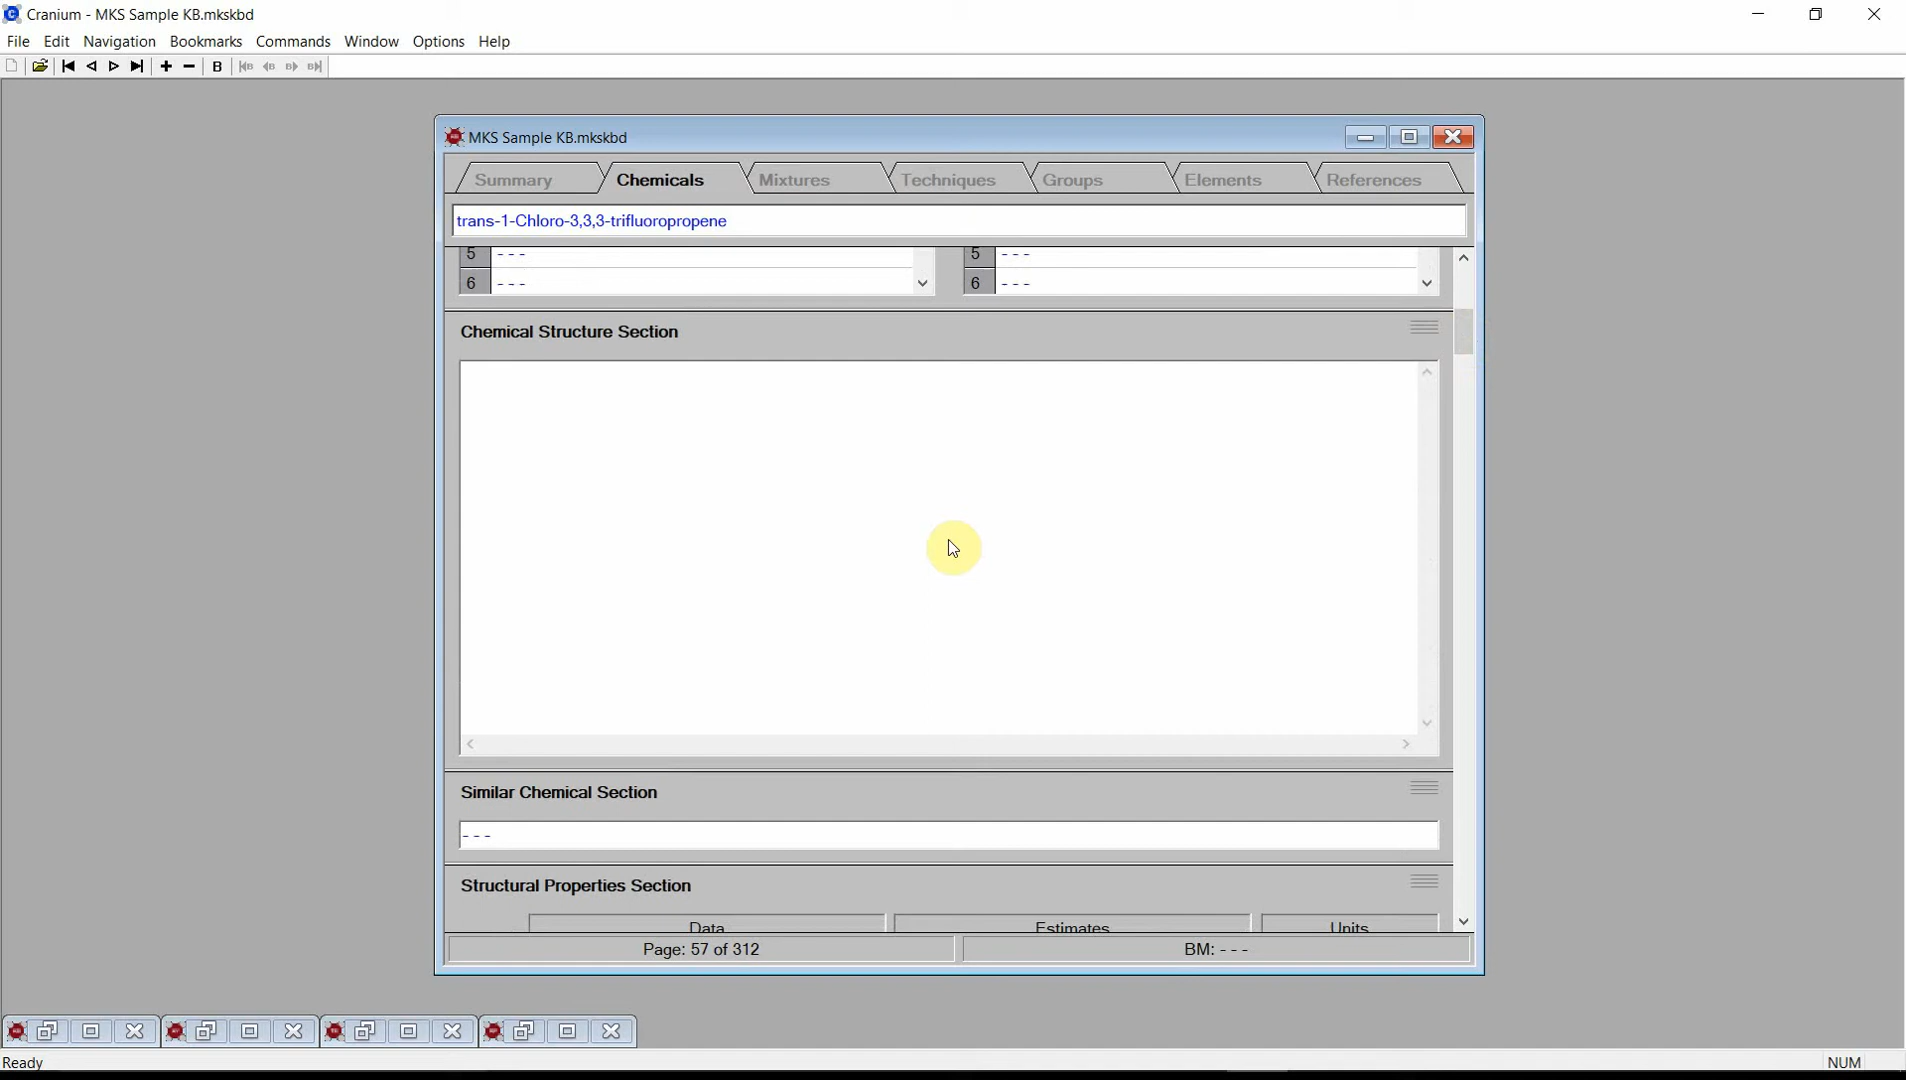 Cranium - MKS Sample KB.mkskbd
File Edit Navigation Bookmarks Commands Window Options Help
B B B B B
MKS Sample KB.mkskbd
Summary Chemicals Mixtures Techniques Groups Elements References
trans-1-Chloro-3,3,3-trifluoropropene
5 - - - 5 - - -
6 - - - 6 - - -
Chemical Structure Section
Similar Chemical Section
- - -
Structural Properties Section
Data Estimates Units
Page: 57 of 312 BM: - - -
Ready NUM